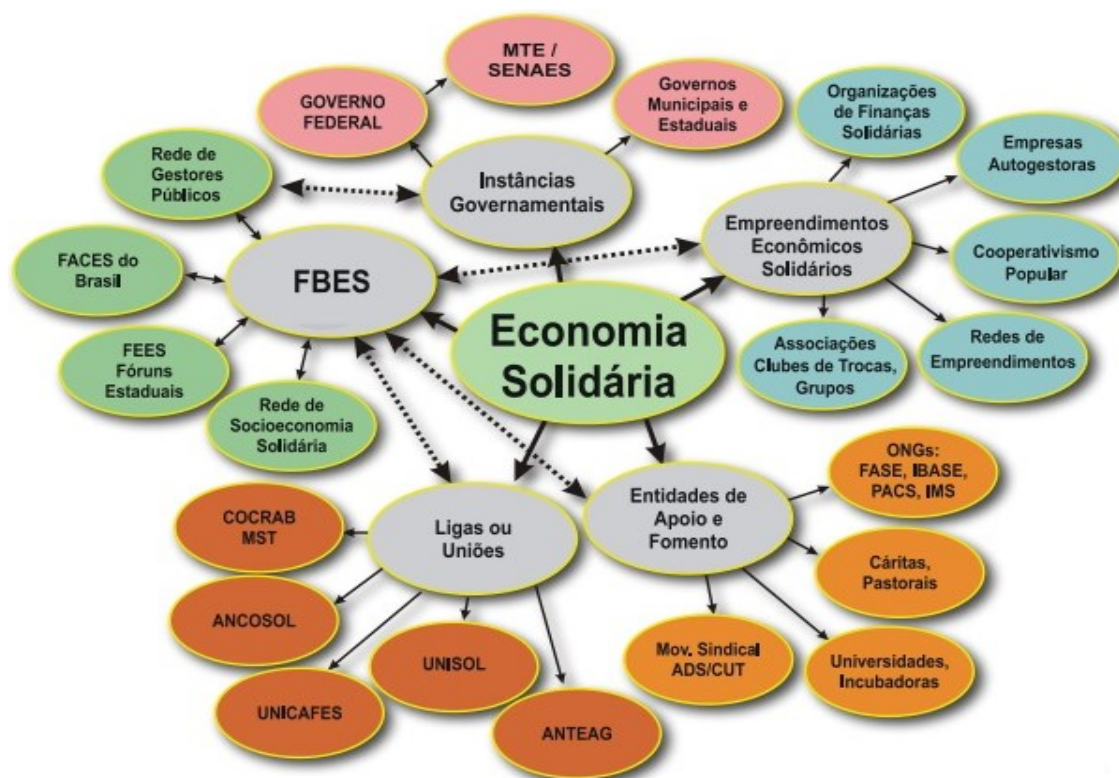 MTE /
SENAES
GOVERNO
FEDERAL
Governos
Municipais e
Estaduais
Organizações
de Finanças
Solidárias
Empresas
Autogestoras
Rede de
Gestores
Públicos
Instâncias
Governamentais
Empreendimentos
Econômicos
Solidários
Cooperativismo
Popular
FACES do
Brasil
FBES
Economia
Solidária
Associações
Clubes de Trocas,
Grupos
Redes de
Empreendimentos
FEES
Fóruns
Estaduais
Rede de
Socioeconomia
Solidária
ONGs:
FASE, IBASE,
PACS, IMS
Entidades de
Apoio e
Fomento
Ligas ou
Uniões
COCRAB
MST
Cáritas,
Pastorais
ANCOSOL
UNISOL
Mov. Sindical
ADS/CUT
Universidades,
Incubadoras
UNICAFES
ANTEAG